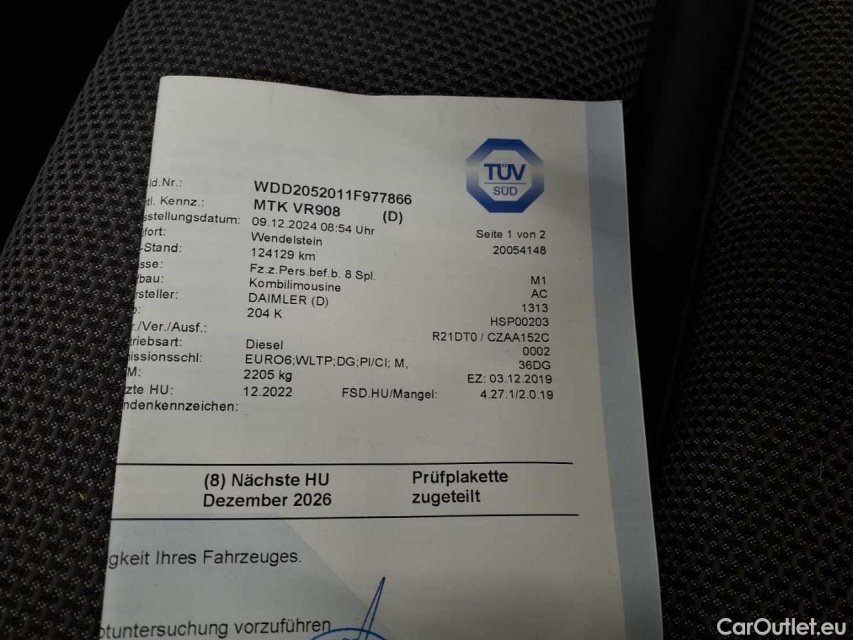 TÜV
SÜD
d.Nr.: WDD2052011F977866
tl. Kennz.: MTK VR908 (D)
sstellungsdatum: 09.12.2024 08:54 Uhr Seite 1 von 2
fort: Wendelstein 20054148
-Stand: 124129 km
sse: Fz.z.Pers.bef.b. 8 Spl. M1
bau: Kombilimousine AC
rsteller: DAIMLER (D) 1313
: 204 K HSP00203
./Ver./Ausf.: R21DT0 / CZAA152C
riebsart: Diesel 0002
issionsschl: EURO6;WLTP;DG;PI/CI; M, 36DG
M: 2205 kg EZ: 03.12.2019
zte HU: 12.2022 FSD.HU/Mangel: 4.27.1/2.0.19
ndenkennzeichen:
(8) Nächste HU Prüfplakette
Dezember 2026 zugeteilt
gkeit Ihres Fahrzeuges.
otuntersuchung vorzuführen
CarOutlet.eu